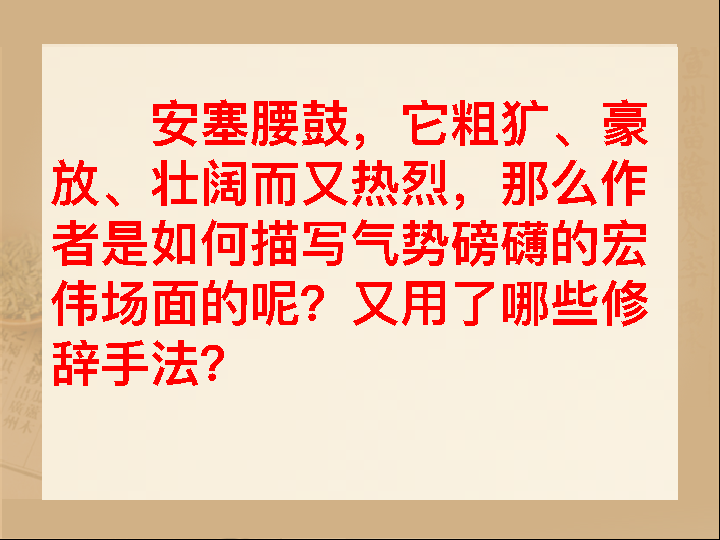 安塞腰鼓，它粗犷、豪
放、壮阔而又热烈，那么作
者是如何描写气势磅礴的宏
伟场面的呢？又用了哪些修
辞手法？